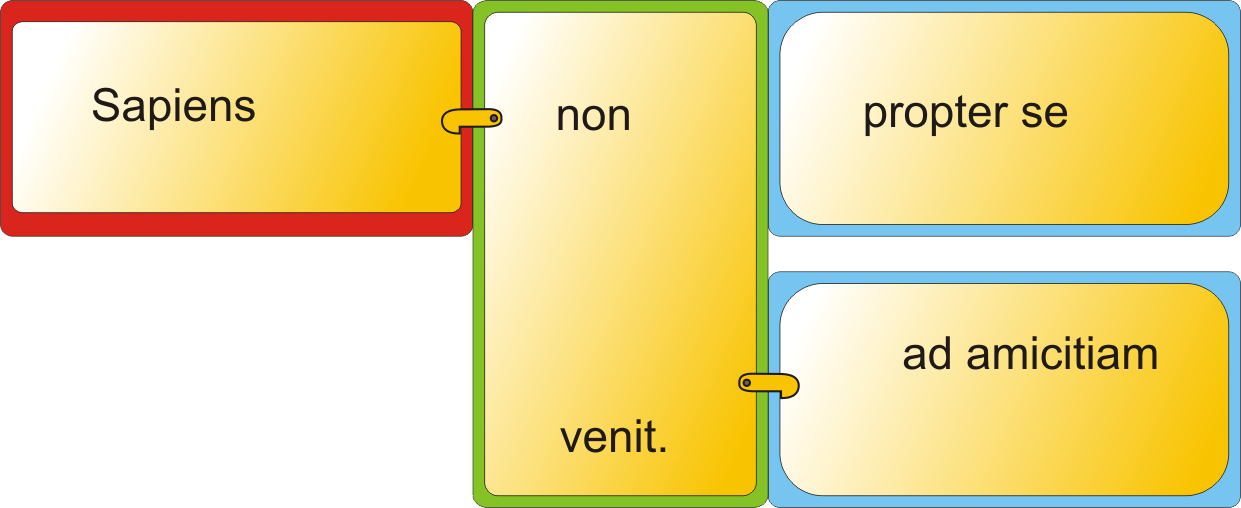 Sapiens
non
propter se
ad amicitiam
venit.